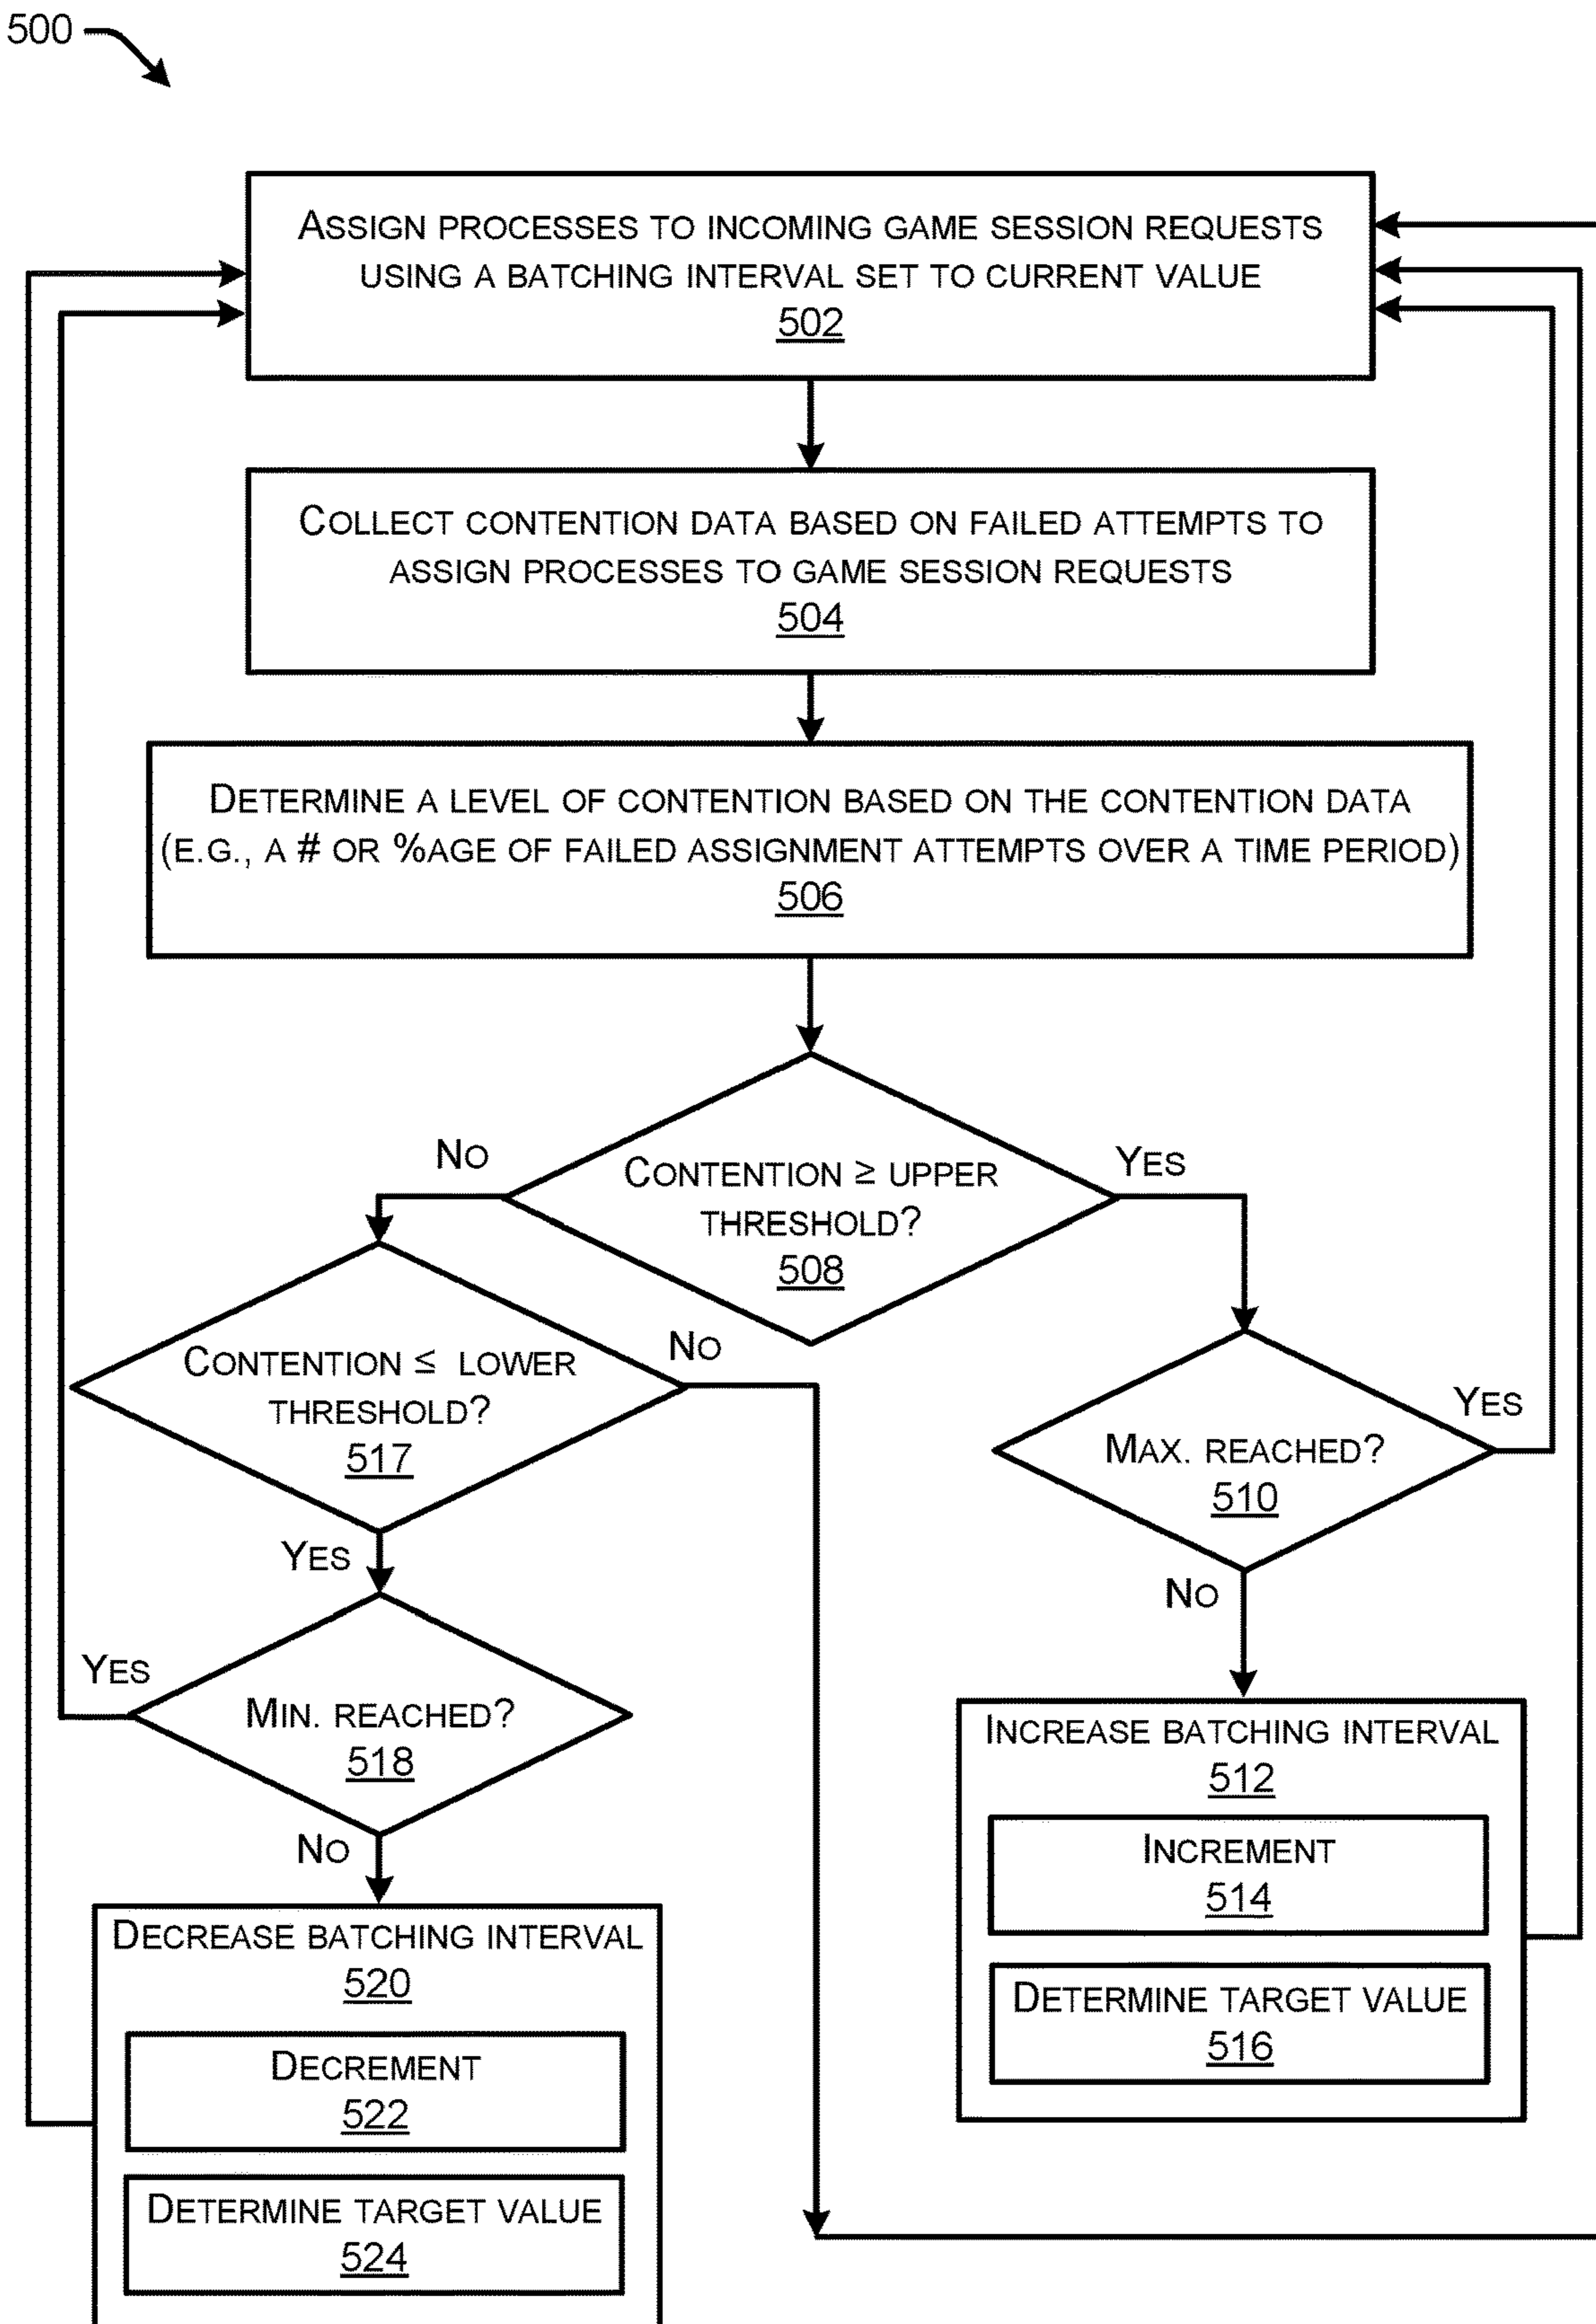 500
ASSIGN PROCESSES TO INCOMING GAME SESSION REQUESTS
USING A BATCHING INTERVAL SET TO CURRENT VALUE
502
COLLECT CONTENTION DATA BASED ON FAILED ATTEMPTS TO
ASSIGN PROCESSES TO GAME SESSION REQUESTS
504
DETERMINE A LEVEL OF CONTENTION BASED ON THE CONTENTION DATA
(E.G., A # OR %AGE OF FAILED ASSIGNMENT ATTEMPTS OVER A TIME PERIOD)
506
NO
YES
CONTENTION ≥ UPPER
THRESHOLD?
508
NO
CONTENTION ≤ LOWER
THRESHOLD?
517
YES
MAX. REACHED?
510
YES
NO
YES
MIN. REACHED?
518
INCREASE BATCHING INTERVAL
512
INCREMENT
514
DETERMINE TARGET VALUE
516
NO
DECREASE BATCHING INTERVAL
520
DECREMENT
522
DETERMINE TARGET VALUE
524